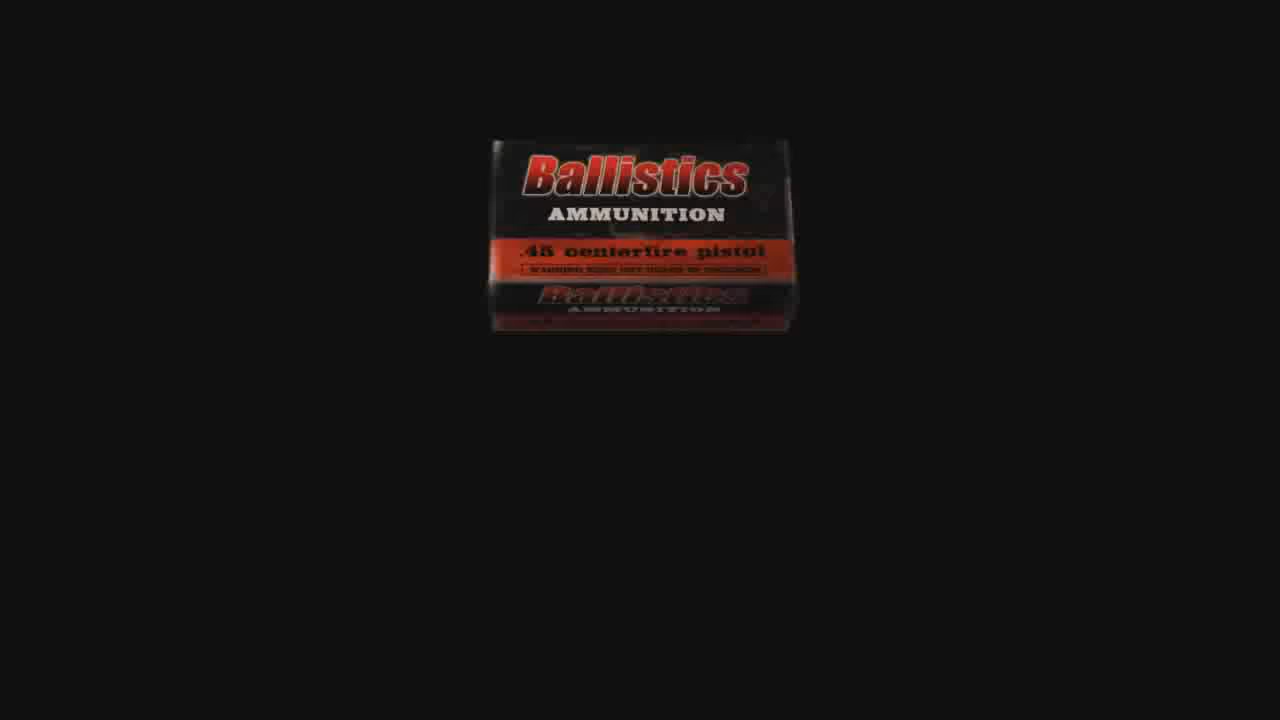 Ballistics
AMMUNITION
.45 centerfire pistol
Ballistics
AMMUNITION